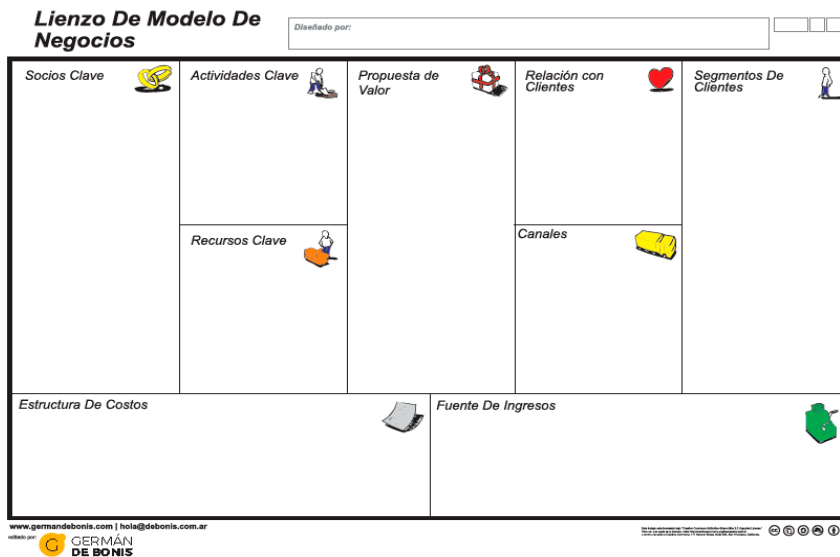 Lienzo De Modelo De
Negocios
Diseñado por:
Socios Clave
Actividades Clave
Propuesta de
Valor
Relación con
Clientes
Segmentos De
Clientes
Recursos Clave
Canales
Estructura De Costos
Fuente De Ingresos
www.germandebonis.com | hola@debonis.com.ar
editado por:
G
GERMÁN
DE BONIS